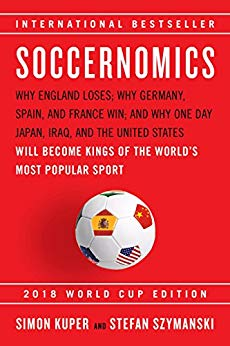 INTERNATIONAL BESTSELLER
SOCCERNOMICS
WHY ENGLAND LOSES; WHY GERMANY,
SPAIN, AND FRANCE WIN; AND WHY ONE DAY
JAPAN, IRAQ, AND THE UNITED STATES
WILL BECOME KINGS OF THE WORLD'S
MOST POPULAR SPORT
2018 WORLD CUP EDITION
SIMON KUPER AND STEFAN SZYMANSKI